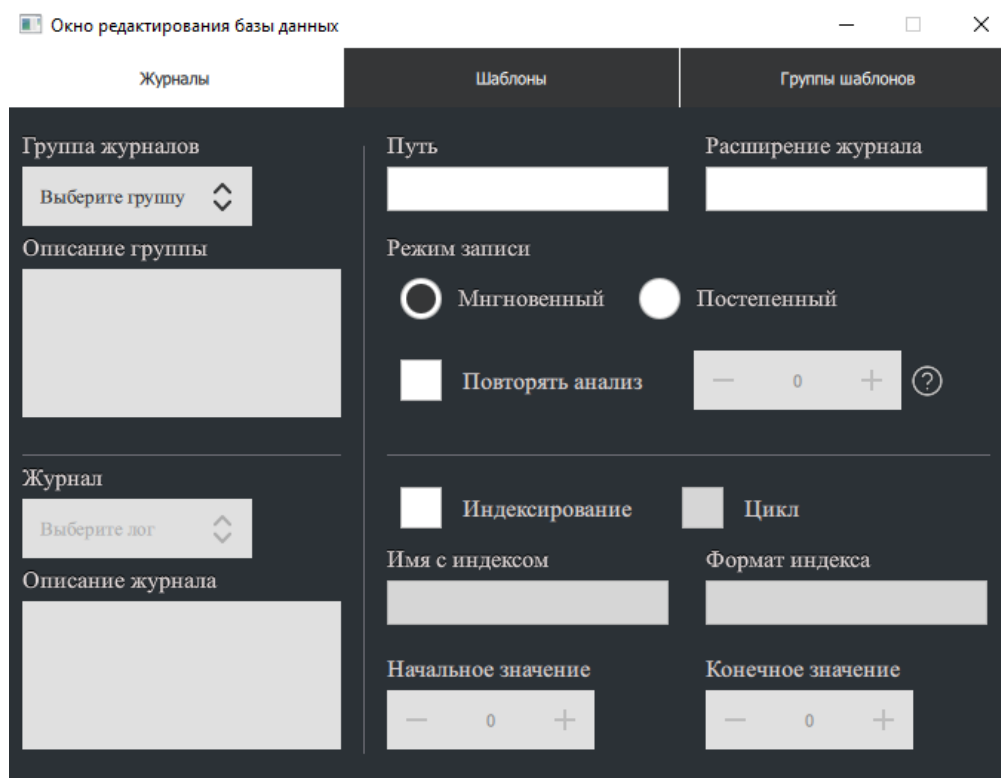 Окно редактирования базы данных
Журналы
Шаблоны
Группы шаблонов
Группа журналов
Выберите группу
Описание группы
Журнал
Выберите лог
Описание журнала
Путь
Расширение журнала
Режим записи
Мнгновенный
Постепенный
Повторять анализ
0
Индексирование
Цикл
Имя с индексом
Формат индекса
Начальное значение
Конечное значение
0
0